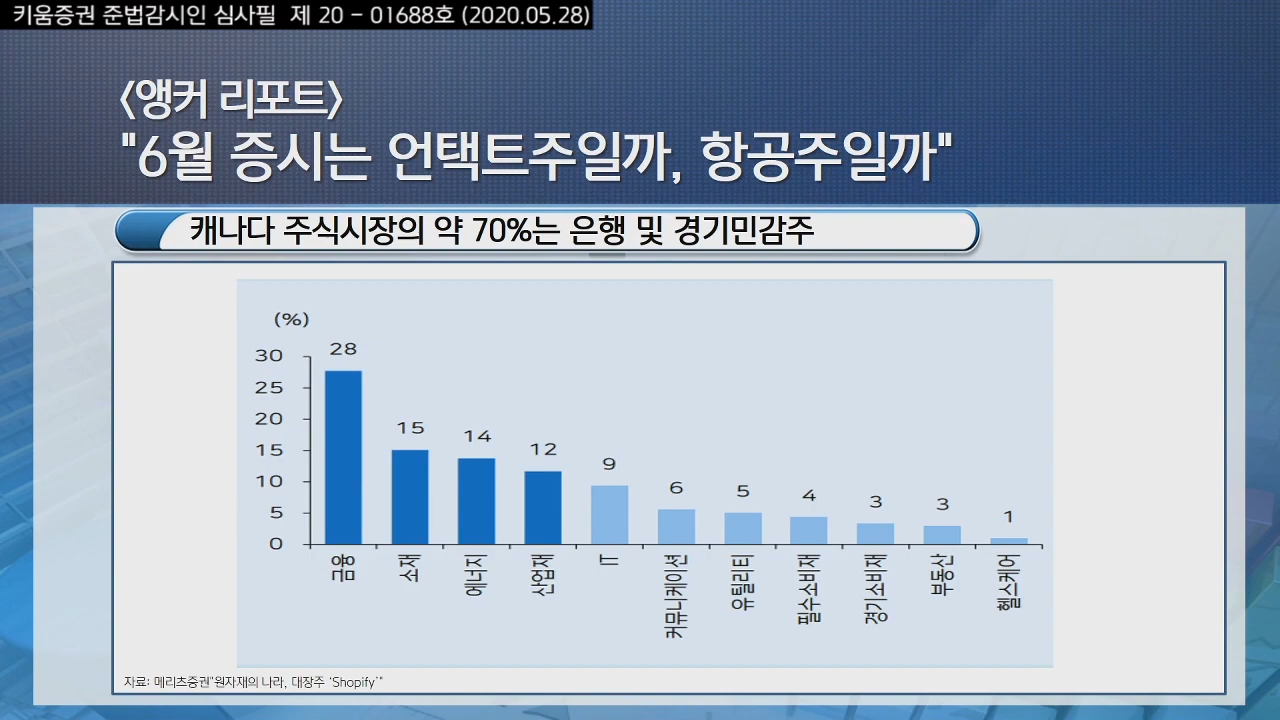 키움증권 준법감시인 심사필 제 20 - 01688호 (2020.05.28)
<앵커 리포트>
"6월 증시는 언택트주일까, 항공주일까"
캐나다 주식시장의 약 70%는 은행 및 경기민감주
(%)
30
25
20
15
10
5
0
28
15
14
12
9
6
5
4
3
3
1
금융
소재
에너지
산업재
IT
커뮤니케이션
유틸리티
필수소비재
경기소비재
부동산
헬스케어
자료: 메리츠증권"원자재의 나라, 대장주 'Shopify'"